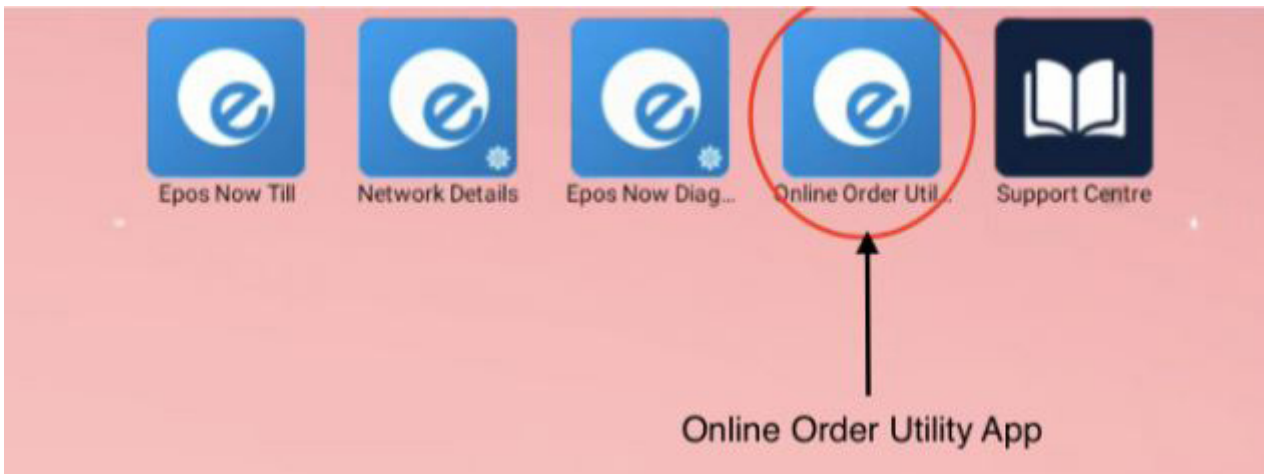 Epos Now Till
Network Details
Epos Now Diag...
Online Order Util...
Support Centre
Online Order Utility App